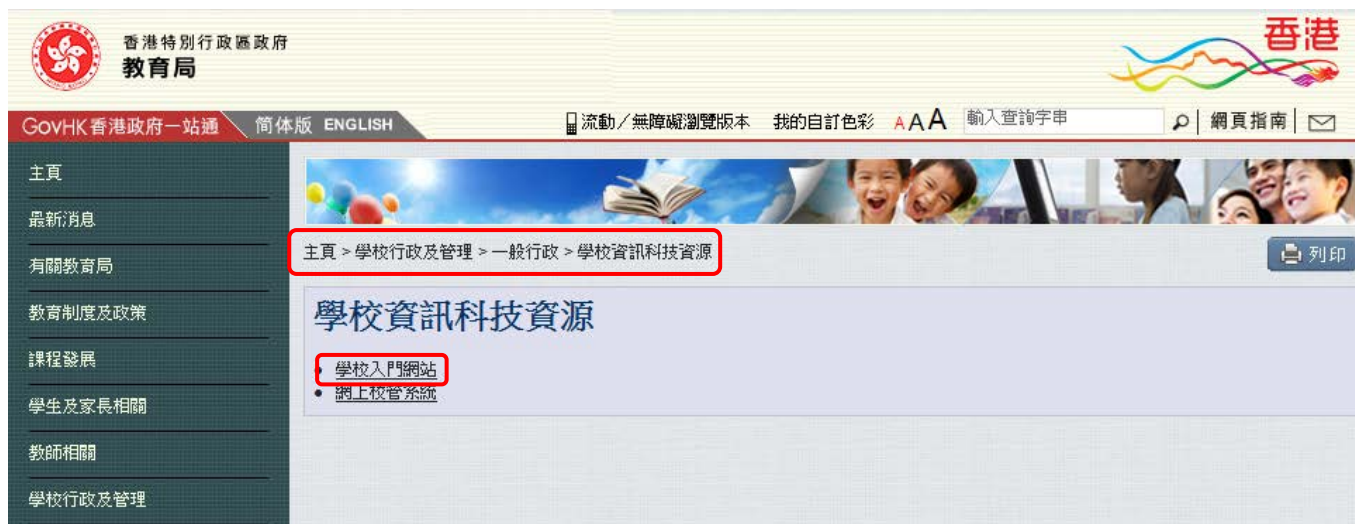 香港特別行政區政府
教育局
香港
GOVHK香港政府一站通 简体版 ENGLISH 流動／無障礙瀏覽版本 我的自訂色彩 AAA 輸入查詢字串 網頁指南
主頁
最新消息
有關教育局
教育制度及政策
課程發展
學生及家長相關
教師相關
學校行政及管理
主頁 > 學校行政及管理 > 一般行政 > 學校資訊科技資源
列印
學校資訊科技資源
• 學校入門網站
• 網上校管系統